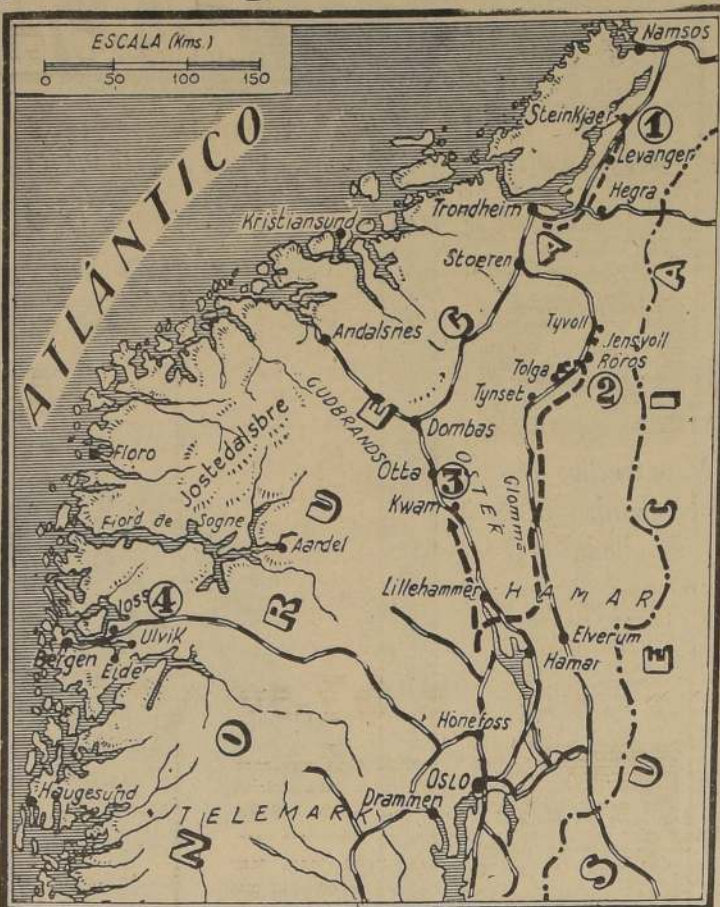 ESCALA (Kms.)
0 50 100 150
ATLÁNTICO
Namsos
SteinKjaer
1
Levanger
Hegra
Trondheim
Kristiansund
Stoeren
Tyvoll
Jensvoll
Röros
Tolga
2
Tynset
Andalsnes
GUDBRANDS
Dombas
Jostedalsbre
Otta
3
OSTER
Kwam
Glomma
Floro
Fiord de Sogne
Aardel
Lillehammer
HAMAR
4
Joss
Ulvik
Bergen
Eide
Elverum
Hamar
Hönefoss
OSLO
Drammen
Haugesund
TELEMARK
NORUEGA
SUECIA